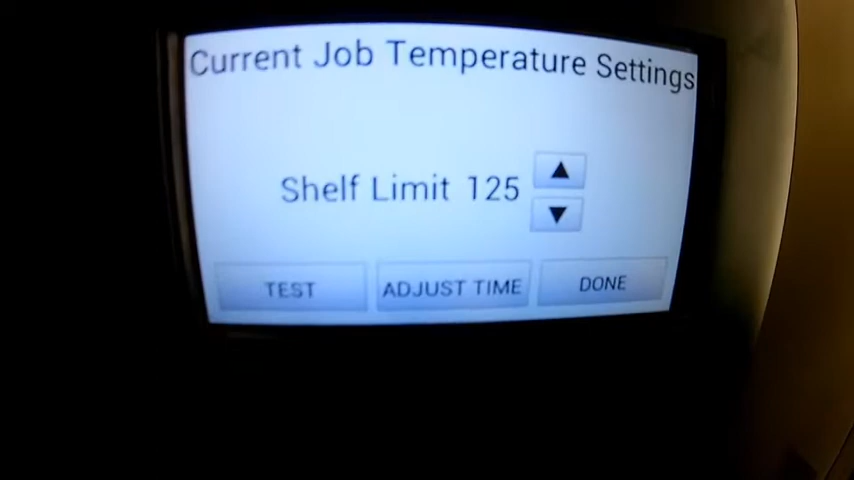 Current Job Temperature Settings
Shelf Limit 125
TEST ADJUST TIME DONE